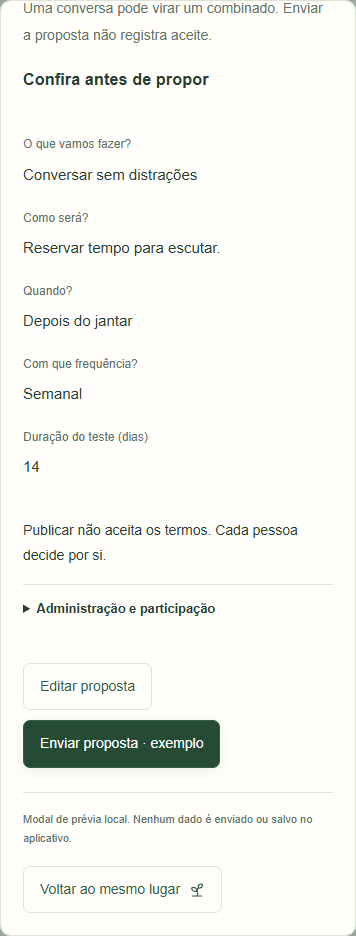 Uma conversa pode virar um combinado. Enviar
a proposta não registra aceite.
Confira antes de propor
O que vamos fazer?
Conversar sem distrações
Como será?
Reservar tempo para escutar.
Quando?
Depois do jantar
Com que frequência?
Semanal
Duração do teste (dias)
14
Publicar não aceita os termos. Cada pessoa
decide por si.
Administração e participação
Editar proposta
Enviar proposta · exemplo
Modal de prévia local. Nenhum dado é enviado ou salvo no
aplicativo.
Voltar ao mesmo lugar